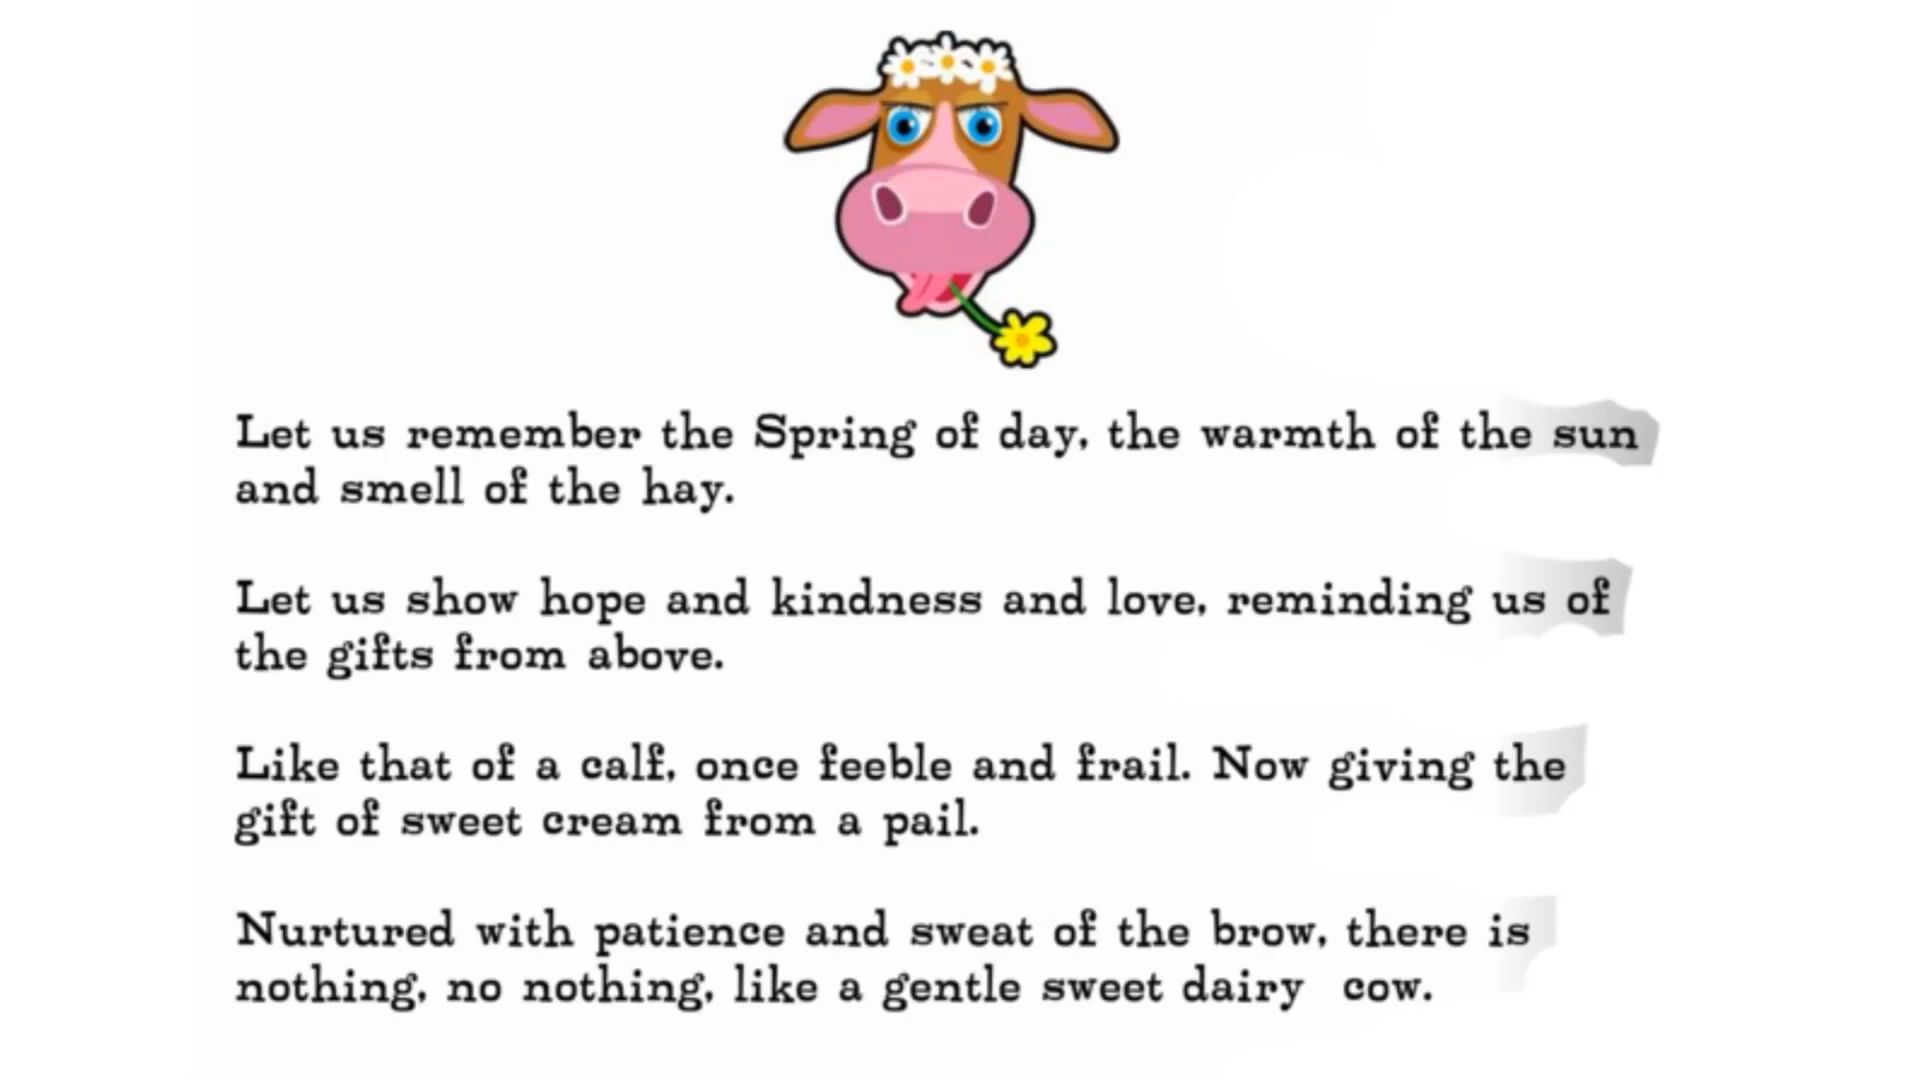 Let us remember the Spring of day, the warmth of the sun
and smell of the hay.
Let us show hope and kindness and love, reminding us of
the gifts from above.
Like that of a calf, once feeble and frail. Now giving the
gift of sweet cream from a pail.
Nurtured with patience and sweat of the brow, there is
nothing, no nothing, like a gentle sweet dairy cow.